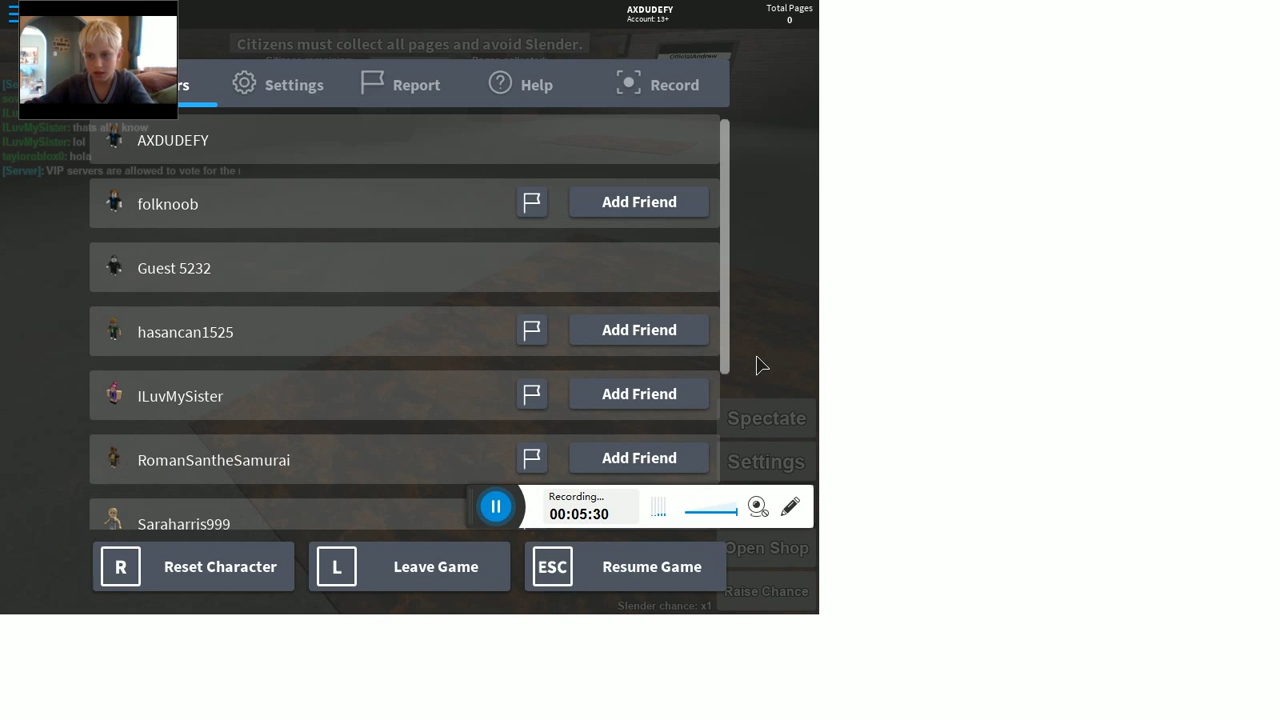 AXDUDEFY
Account: 13+
Total Pages
0
Citizens must collect all pages and avoid Slender.
rs
Settings
Report
Help
Record
ILuvMySister: thats all know
ILuvMySister: lol
tayloroblox0: hola
[Server]: VIP servers are allowed to vote for the
AXDUDEFY
folknoob
Add Friend
Guest 5232
hasancan1525
Add Friend
ILuvMySister
Add Friend
RomanSantheSamurai
Add Friend
Saraharris999
Spectate
Settings
Recording...
00:05:30
Open Shop
Raise Chance
R Reset Character
L Leave Game
ESC Resume Game
Slender chance: x1